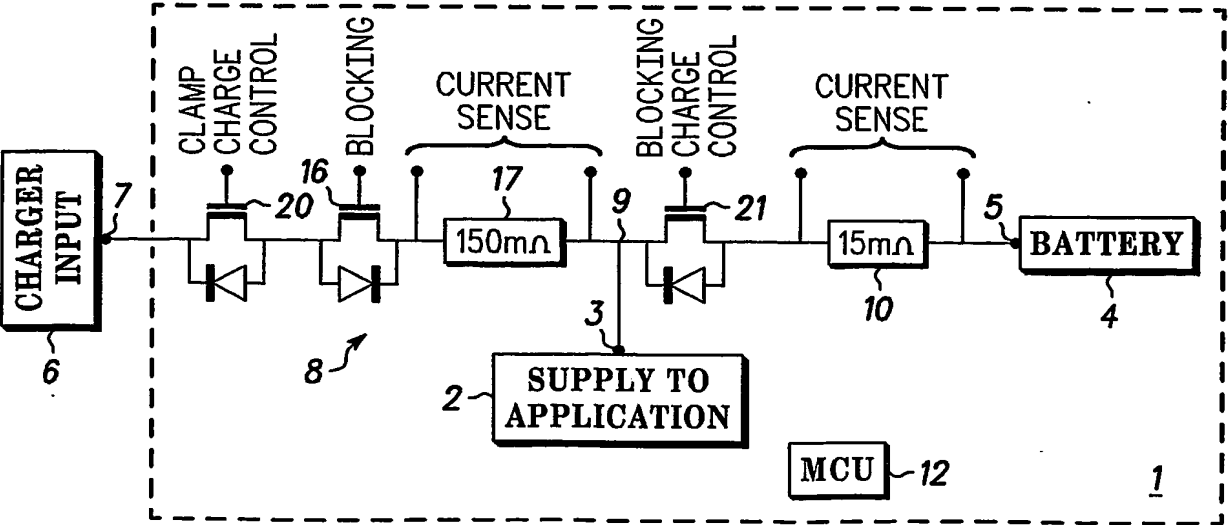 CLAMP
CHARGE
CONTROL
BLOCKING
CURRENT
SENSE
BLOCKING
CHARGE
CONTROL
CURRENT
SENSE
CHARGER
INPUT
7
20
16
17
150mΩ
9
21
5
15mΩ
BATTERY
6
8
3
10
4
2
SUPPLY TO
APPLICATION
MCU
12
1